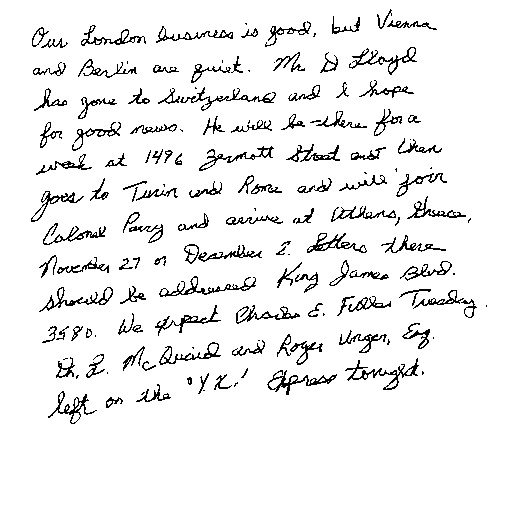 Our London business is good, but Vienna
and Berlin are quiet. Mr. D Lloyd
has gone to Switzerland and I hope
for good news. He will be there for a
week at 1496 Zermott Street and then
goes to Turin and Rome and will join
Colonel Parry and arrive at Athens, Greece,
November 27 or December 2. Letters there
should be addressed King James Blvd.
3580. We expect Charles E. Fuller Tuesday.
Dr. L. McQuaid and Roger Unger, Esq.
left on the "Y.X." Express tonight.